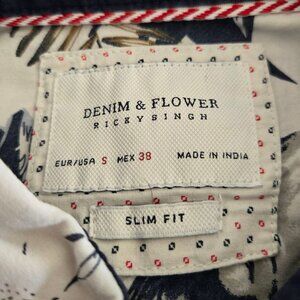 DENIM & FLOWER
RICKYSINGH
EUR/USA S MEX 38 MADE IN INDIA
SLIM FIT